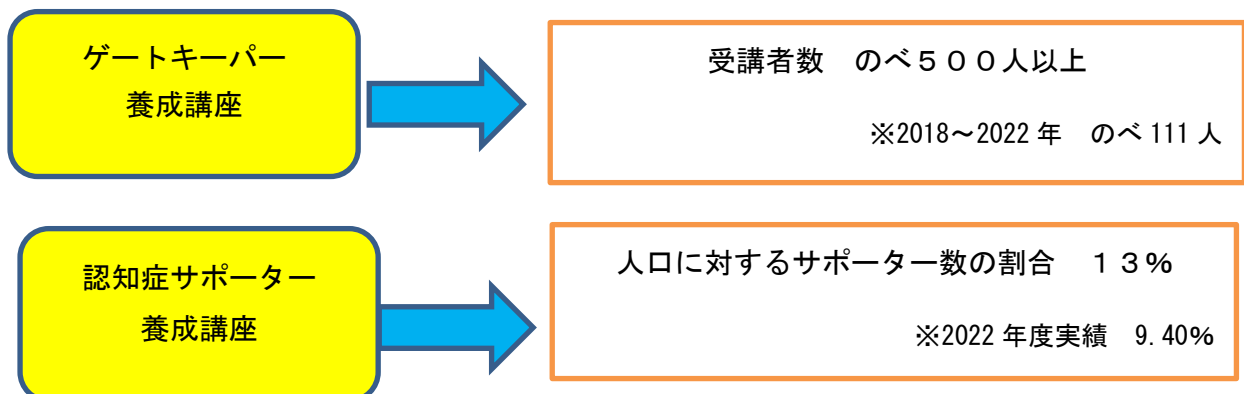 ゲートキーパー
養成講座
受講者数　のべ５００人以上
※2018～2022 年　のべ 111 人
認知症サポーター
養成講座
人口に対するサポーター数の割合　１３％
※2022 年度実績　9.40％